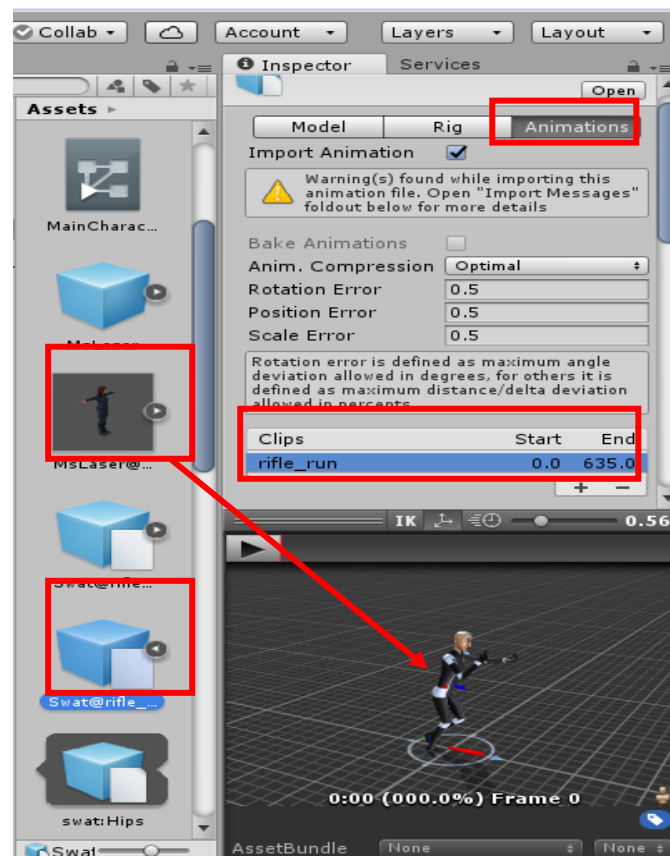 Collab
Account
Layers
Layout
Inspector
Services
Open
Assets
Model
Rig
Animations
Import Animation
Warning(s) found while importing this
animation file. Open "Import Messages"
foldout below for more details
MainCharac...
Bake Animations
Anim. Compression
Optimal
Rotation Error
0.5
Position Error
0.5
Scale Error
0.5
MsLaser
Rotation error is defined as maximum angle
deviation allowed in degrees, for others it is
defined as maximum distance/delta deviation
allowed in percents
Clips Start End
rifle_run 0.0 635.0
+ −
MsLaser@...
IK
0.56
Swat@rifle...
Swat@rifle_...
0:00 (000.0%) Frame 0
swat:Hips
Swat
AssetBundle
None
None